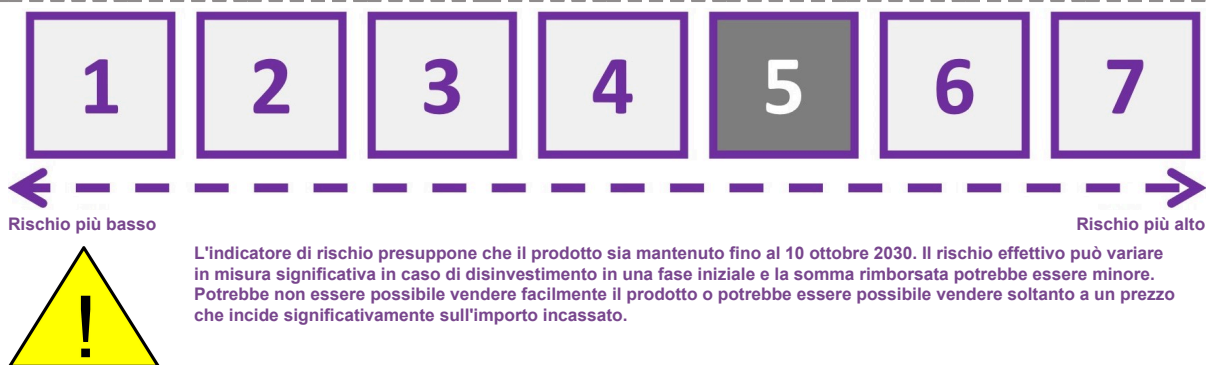 1 2 3 4 5 6 7
Rischio più basso Rischio più alto
L'indicatore di rischio presuppone che il prodotto sia mantenuto fino al 10 ottobre 2030. Il rischio effettivo può variare
in misura significativa in caso di disinvestimento in una fase iniziale e la somma rimborsata potrebbe essere minore.
Potrebbe non essere possibile vendere facilmente il prodotto o potrebbe essere possibile vendere soltanto a un prezzo
che incide significativamente sull'importo incassato.
!